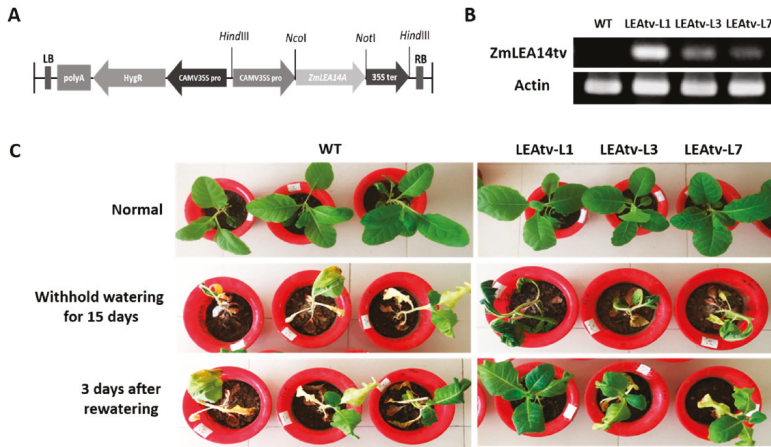 A
HindIII NcoI NotI HindIII
LB RB
polyA HygR CAMV35S pro CAMV35S pro ZmLEA14A 35S ter
B
WT LEAtv-L1 LEAtv-L3 LEAtv-L7
ZmLEA14tv
Actin
C
WT LEAtv-L1 LEAtv-L3 LEAtv-L7
Normal
Withhold watering
for 15 days
3 days after
rewatering